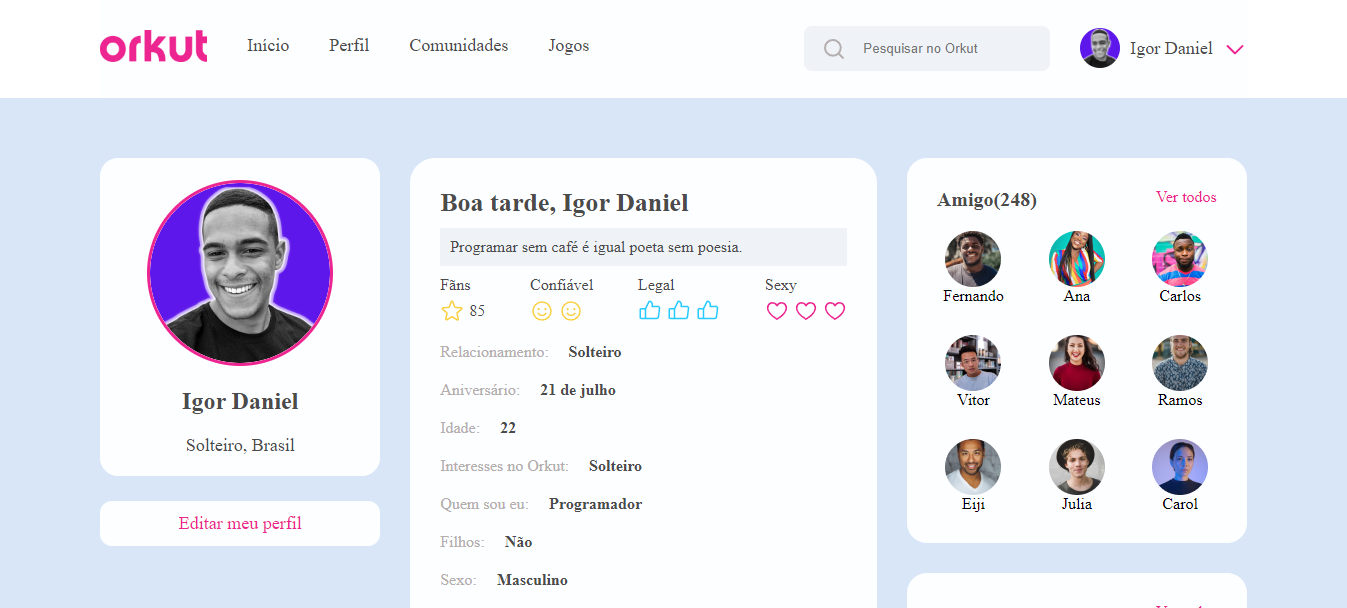 orkut
Início
Perfil
Comunidades
Jogos
Pesquisar no Orkut
Igor Daniel
Igor Daniel
Solteiro, Brasil
Editar meu perfil
Boa tarde, Igor Daniel
Programar sem café é igual poeta sem poesia.
Fãns Confiável Legal Sexy
85
Relacionamento: Solteiro
Aniversário: 21 de julho
Idade: 22
Interesses no Orkut: Solteiro
Quem sou eu: Programador
Filhos: Não
Sexo: Masculino
Amigo(248) Ver todos
Fernando Ana Carlos
Vitor Mateus Ramos
Eiji Julia Carol